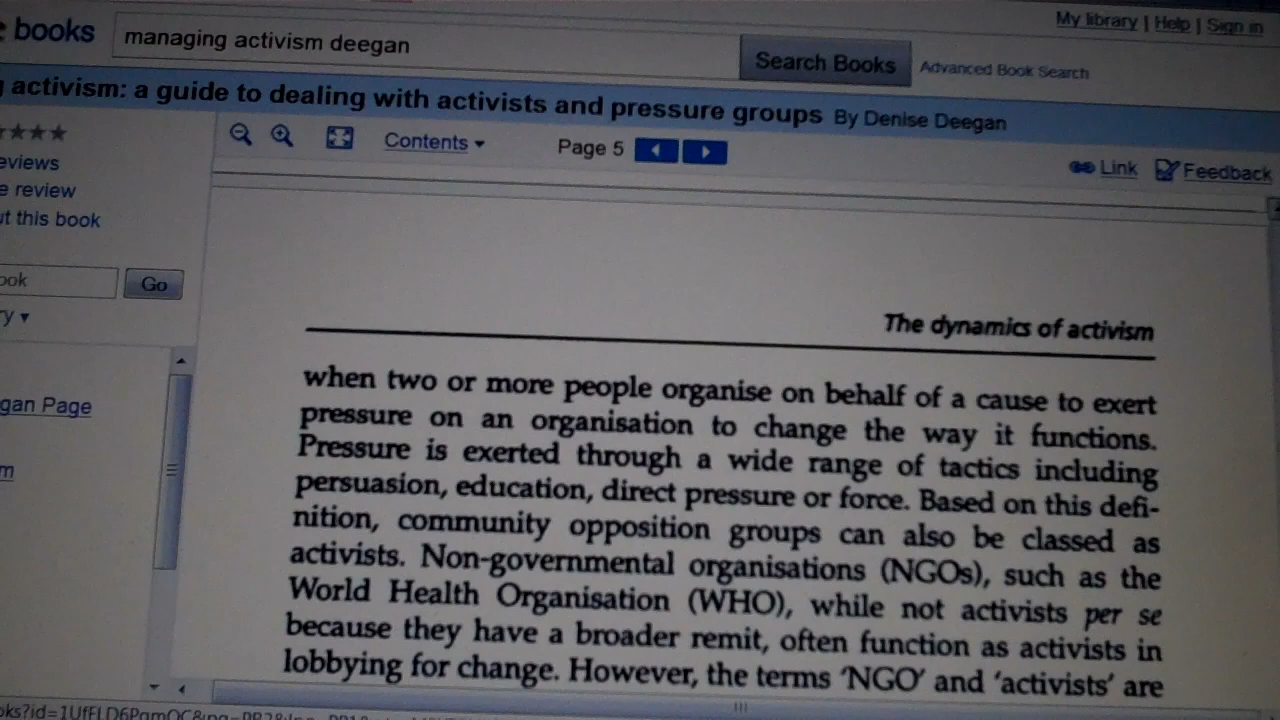 books
managing activism deegan
Search Books
Advanced Book Search
My library | Help | Sign in
activism: a guide to dealing with activists and pressure groups By Denise Deegan
Contents
Page 5
Link
Feedback
eviews
e review
ut this book
ook
Go
ry
gan Page
m
The dynamics of activism
when two or more people organise on behalf of a cause to exert
pressure on an organisation to change the way it functions.
Pressure is exerted through a wide range of tactics including
persuasion, education, direct pressure or force. Based on this defi-
nition, community opposition groups can also be classed as
activists. Non-governmental organisations (NGOs), such as the
World Health Organisation (WHO), while not activists per se
because they have a broader remit, often function as activists in
lobbying for change. However, the terms 'NGO' and 'activists' are